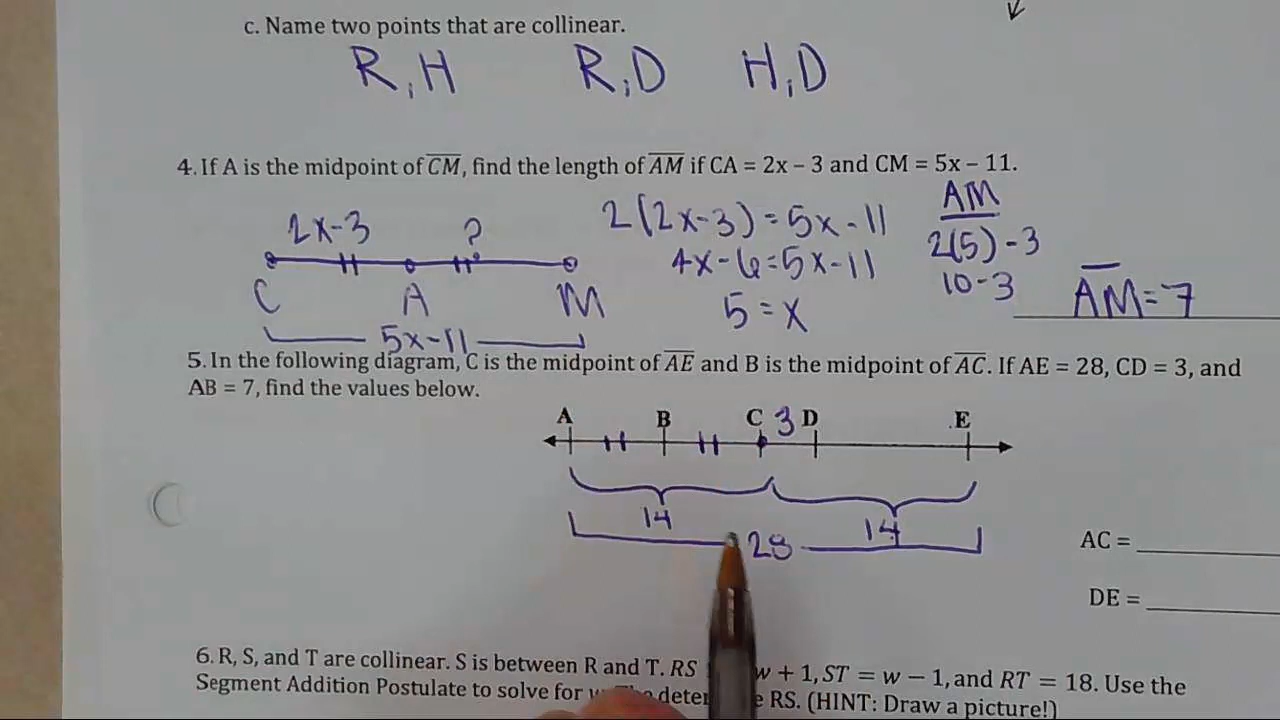 c. Name two points that are collinear.
R,H R,D H,D
4. If A is the midpoint of CM, find the length of AM if CA = 2x – 3 and CM = 5x – 11.
2x-3 ? 2(2x-3)=5x-11 AM
2(5)-3
4x-6=5x-11 10-3
C A M 5=x AM=7
5x-11
5. In the following diagram, C is the midpoint of AE and B is the midpoint of AC. If AE = 28, CD = 3, and
AB = 7, find the values below.
A B C 3 D E
14 14
28
AC =
DE =
6. R, S, and T are collinear. S is between R and T. RS w + 1, ST = w − 1, and RT = 18. Use the
Segment Addition Postulate to solve for RS. (HINT: Draw a picture!)